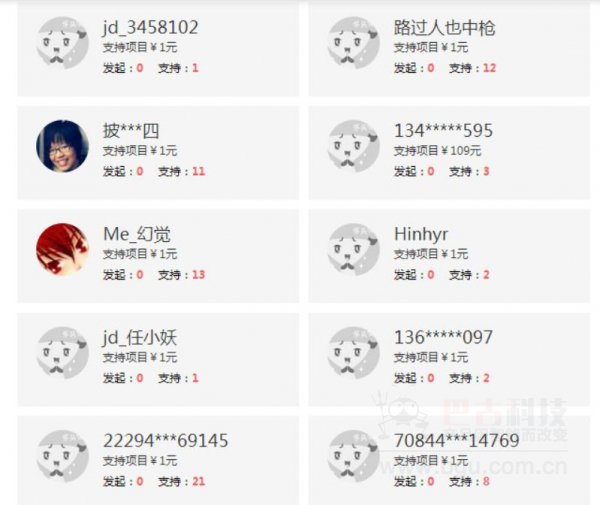 jd_3458102
支持项目￥1元
发起：0 支持：1
路过人也中枪
支持项目￥1元
发起：0 支持：12
披***四
支持项目￥1元
发起：0 支持：11
134*****595
支持项目￥109元
发起：0 支持：3
Me_幻觉
支持项目￥1元
发起：0 支持：13
Hinhyr
支持项目￥1元
发起：0 支持：2
jd_任小妖
支持项目￥1元
发起：0 支持：1
136*****097
支持项目￥1元
发起：0 支持：2
22294***69145
支持项目￥1元
发起：0 支持：21
70844***14769
支持项目￥1元
发起：0 支持：8
巴古科技
而改变
www.bgu.com.cn